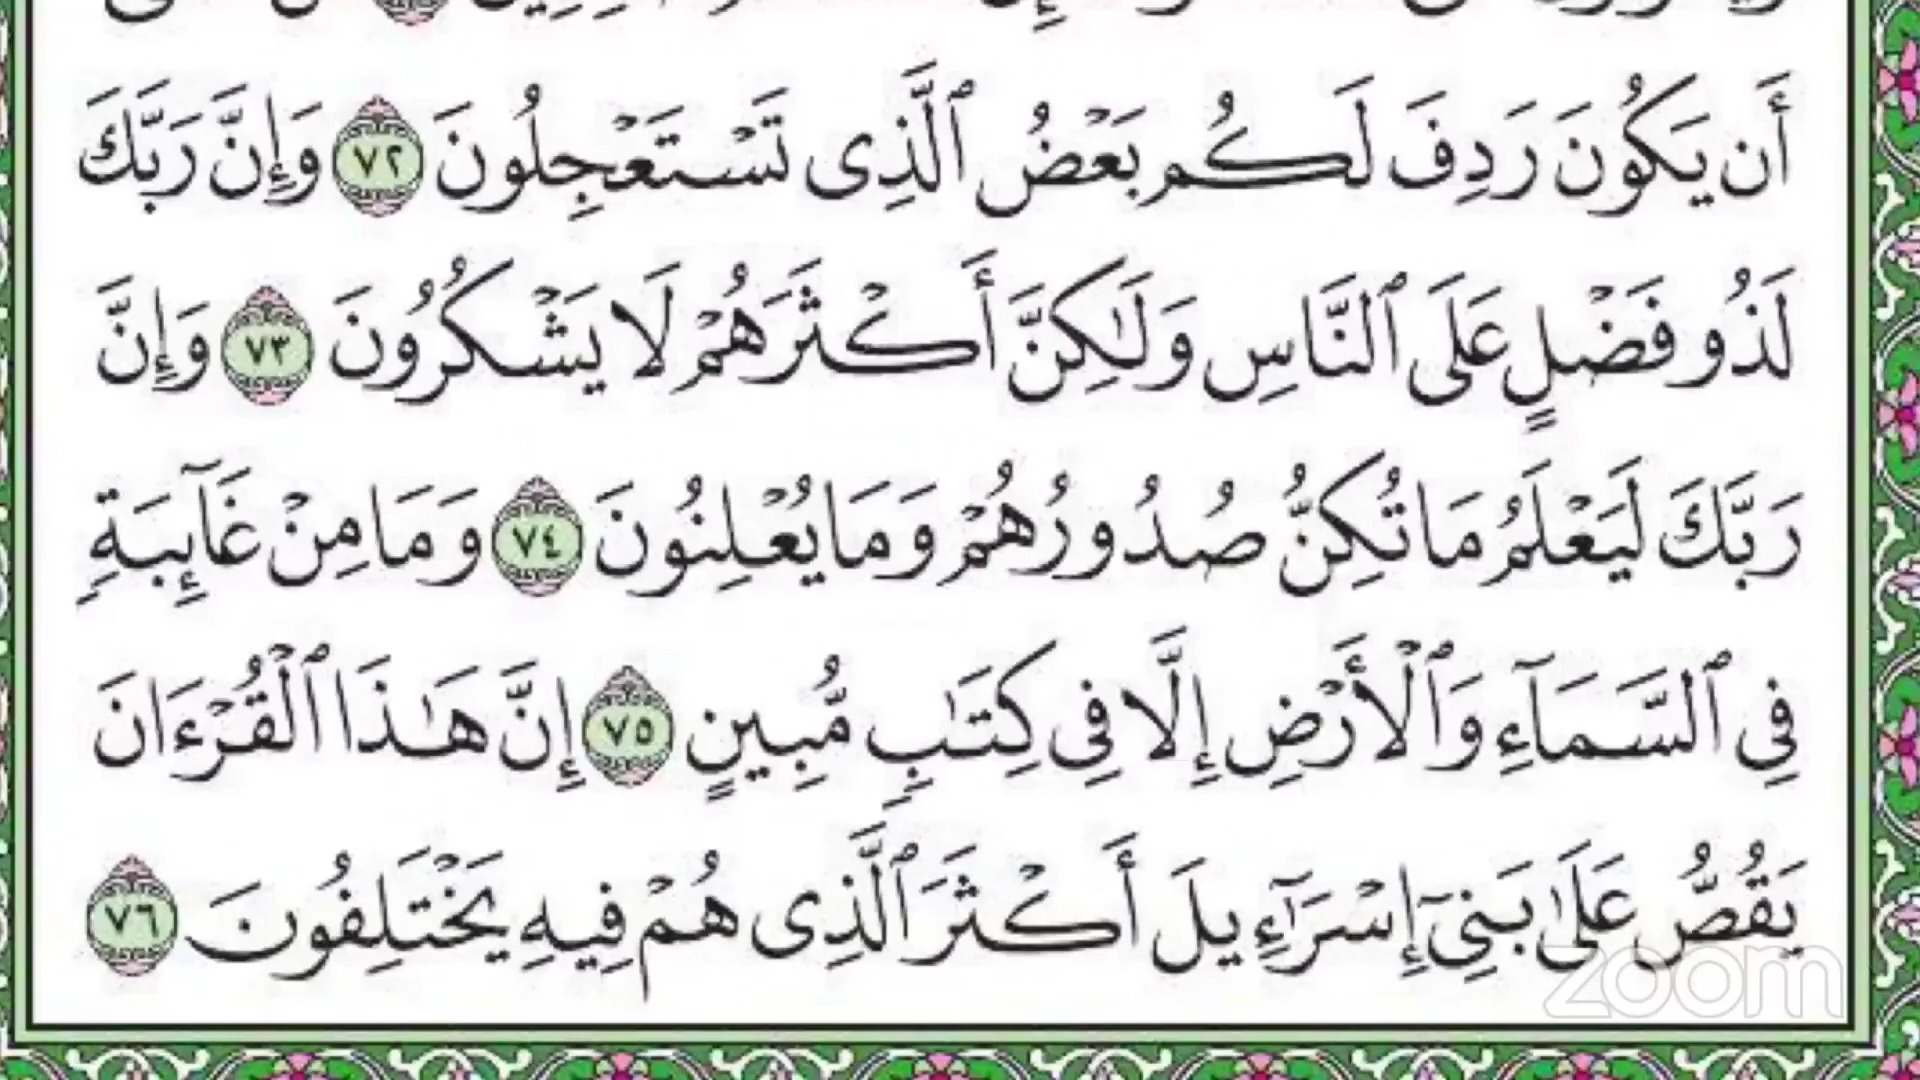 أَن يَكُونَ رَدِفَ لَكُم بَعْضُ ٱلَّذِى تَسْتَعْجِلُونَ ٧٢ وَإِنَّ رَبَّكَ
لَذُو فَضْلٍ عَلَى ٱلنَّاسِ وَلَٰكِنَّ أَكْثَرَهُمْ لَا يَشْكُرُونَ ٧٣ وَإِنَّ
رَبَّكَ لَيَعْلَمُ مَا تُكِنُّ صُدُورُهُمْ وَمَا يُعْلِنُونَ ٧٤ وَمَا مِنْ غَآئِبَةٍ
فِى ٱلسَّمَآءِ وَٱلْأَرْضِ إِلَّا فِى كِتَٰبٍ مُّبِينٍ ٧٥ إِنَّ هَٰذَا ٱلْقُرْءَانَ
يَقُصُّ عَلَىٰ بَنِىٓ إِسْرَٰٓءِيلَ أَكْثَرَ ٱلَّذِى هُمْ فِيهِ يَخْتَلِفُونَ ٧٦
zoom